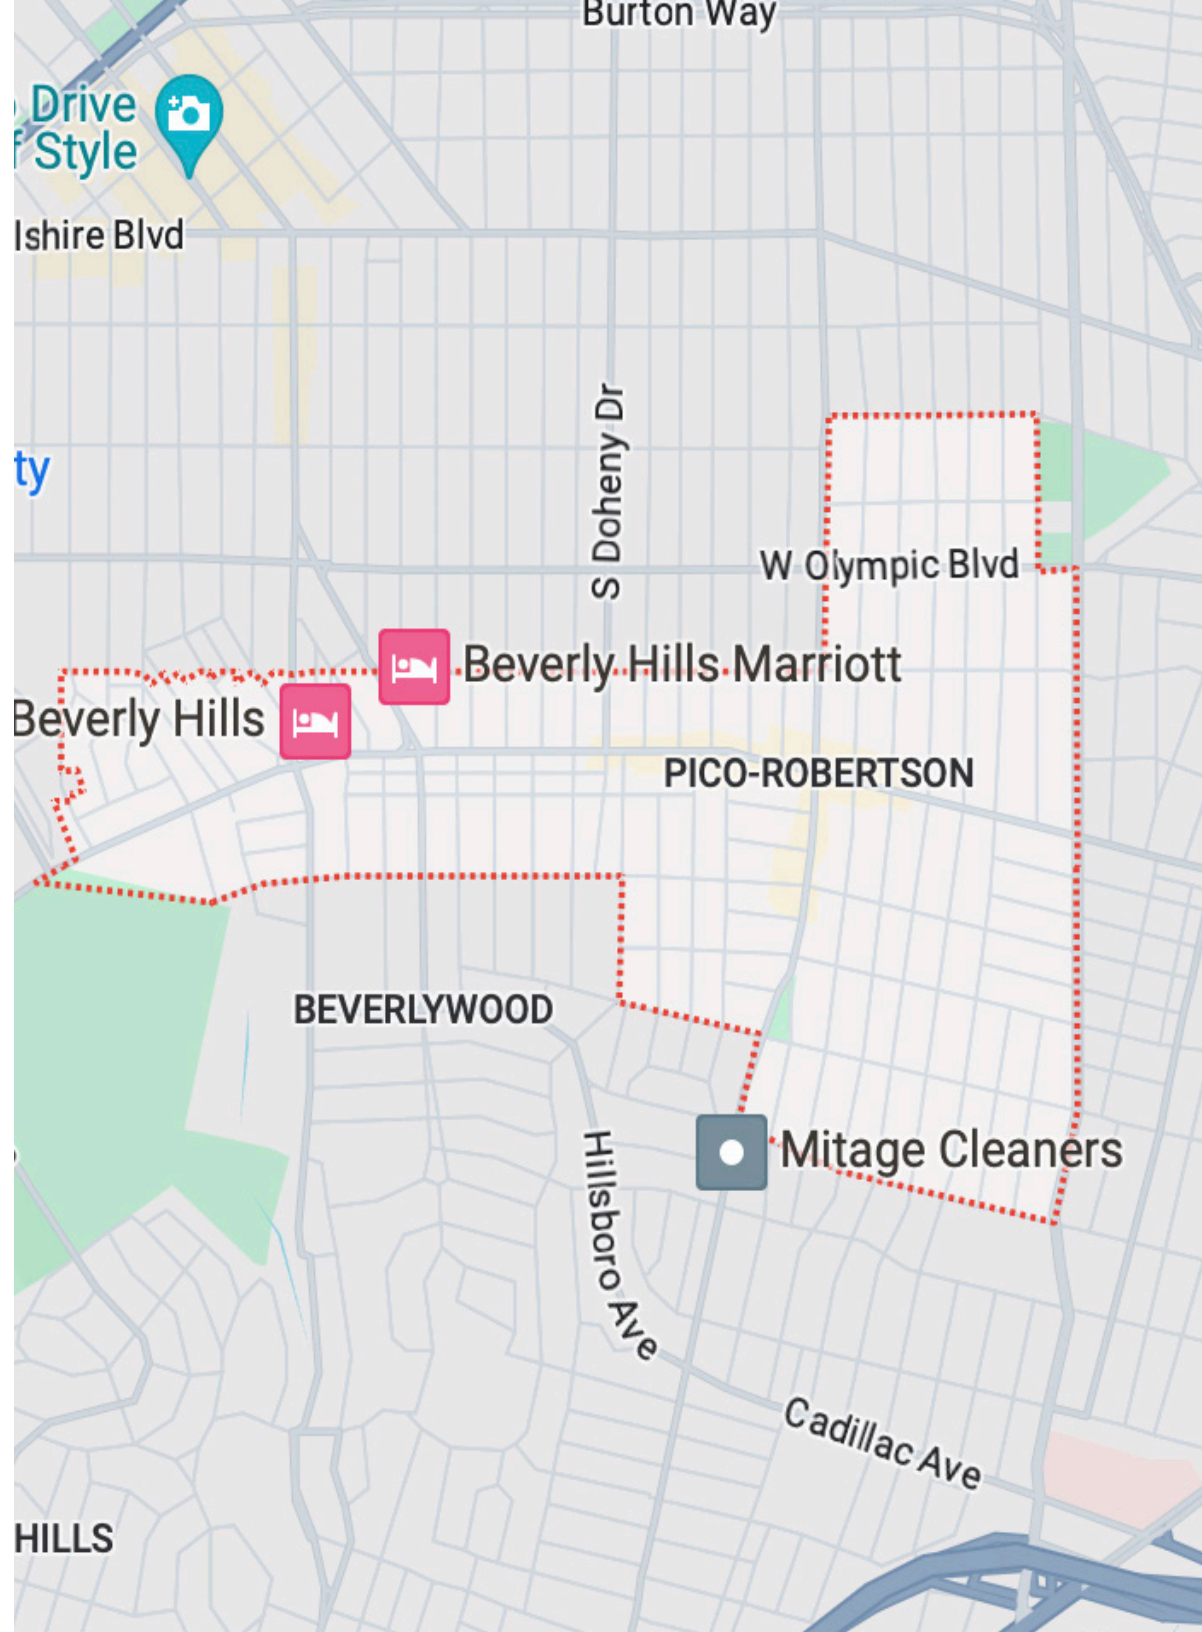 Burton Way
Drive
f Style
lshire Blvd
S Doheny Dr
ty
W Olympic Blvd
Beverly Hills Marriott
Beverly Hills
PICO-ROBERTSON
BEVERLYWOOD
Mitage Cleaners
Hillsboro Ave
Cadillac Ave
HILLS